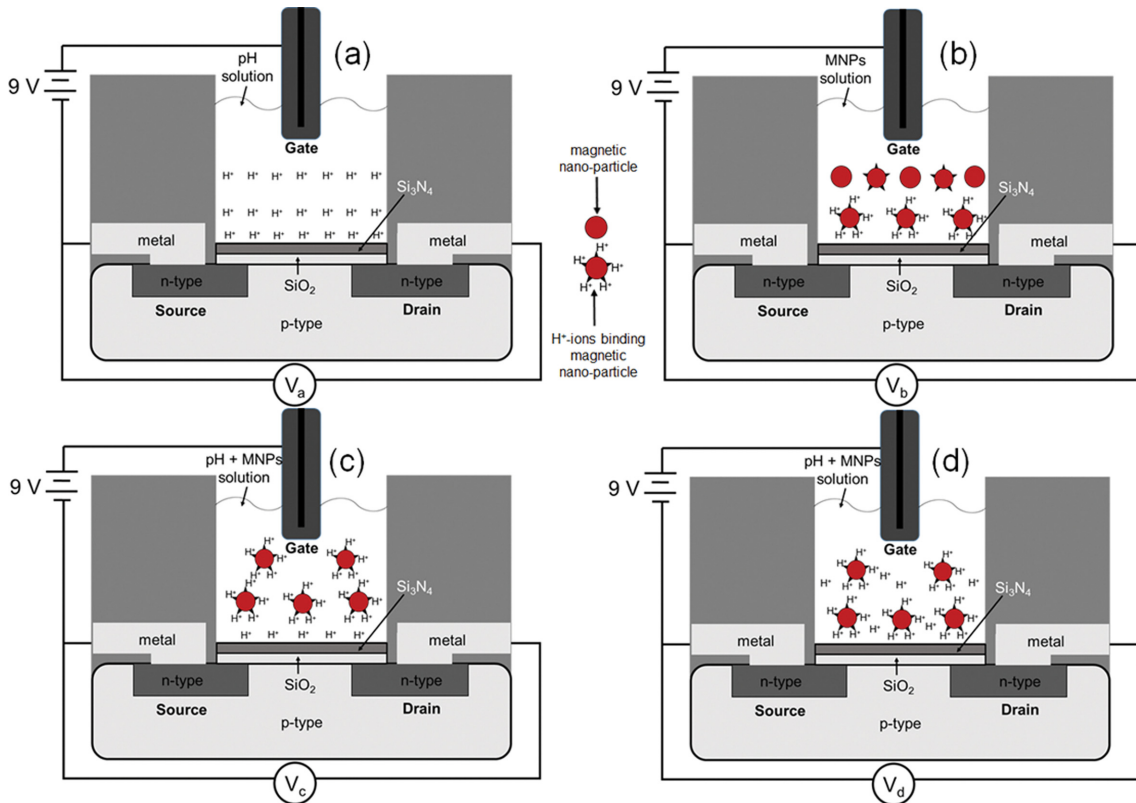 (a)
pH
solution
9 V
Gate
H⁺ H⁺ H⁺ H⁺ H⁺ H⁺ H⁺
H⁺ H⁺ H⁺ H⁺ H⁺ H⁺ H⁺
H⁺ H⁺ H⁺ H⁺ H⁺ H⁺ H⁺
Si₃N₄
metal
metal
n-type
SiO₂
n-type
Source
Drain
p-type
Vₐ
magnetic
nano-particle
H⁺
H⁺ H⁺
H⁺ H⁺
H⁺-ions binding
magnetic
nano-particle
(b)
MNPs
solution
9 V
Gate
Si₃N₄
H⁺ H⁺ H⁺
H⁺ H⁺ H⁺ H⁺ H⁺ H⁺
H⁺ H⁺ H⁺ H⁺ H⁺ H⁺
metal
metal
n-type
SiO₂
n-type
Source
Drain
p-type
V_b
(c)
pH + MNPs
solution
9 V
Gate
H⁺ H⁺
H⁺ H⁺ H⁺ H⁺
H⁺ H⁺ H⁺ H⁺
H⁺ H⁺ H⁺
H⁺ H⁺ H⁺ H⁺ H⁺ H⁺
H⁺ H⁺ H⁺ H⁺ H⁺ H⁺
H⁺ H⁺ H⁺ H⁺ H⁺
Si₃N₄
metal
metal
n-type
SiO₂
n-type
Source
Drain
p-type
V_c
(d)
pH + MNPs
solution
9 V
Gate
H⁺ H⁺
H⁺ H⁺ H⁺ H⁺ H⁺
H⁺ H⁺ H⁺ H⁺ H⁺ H⁺ H⁺
H⁺ H⁺ H⁺
H⁺ H⁺ H⁺ H⁺ H⁺ H⁺
H⁺ H⁺ H⁺ H⁺ H⁺ H⁺ H⁺ H⁺
Si₃N₄
metal
metal
n-type
SiO₂
n-type
Source
Drain
p-type
V_d